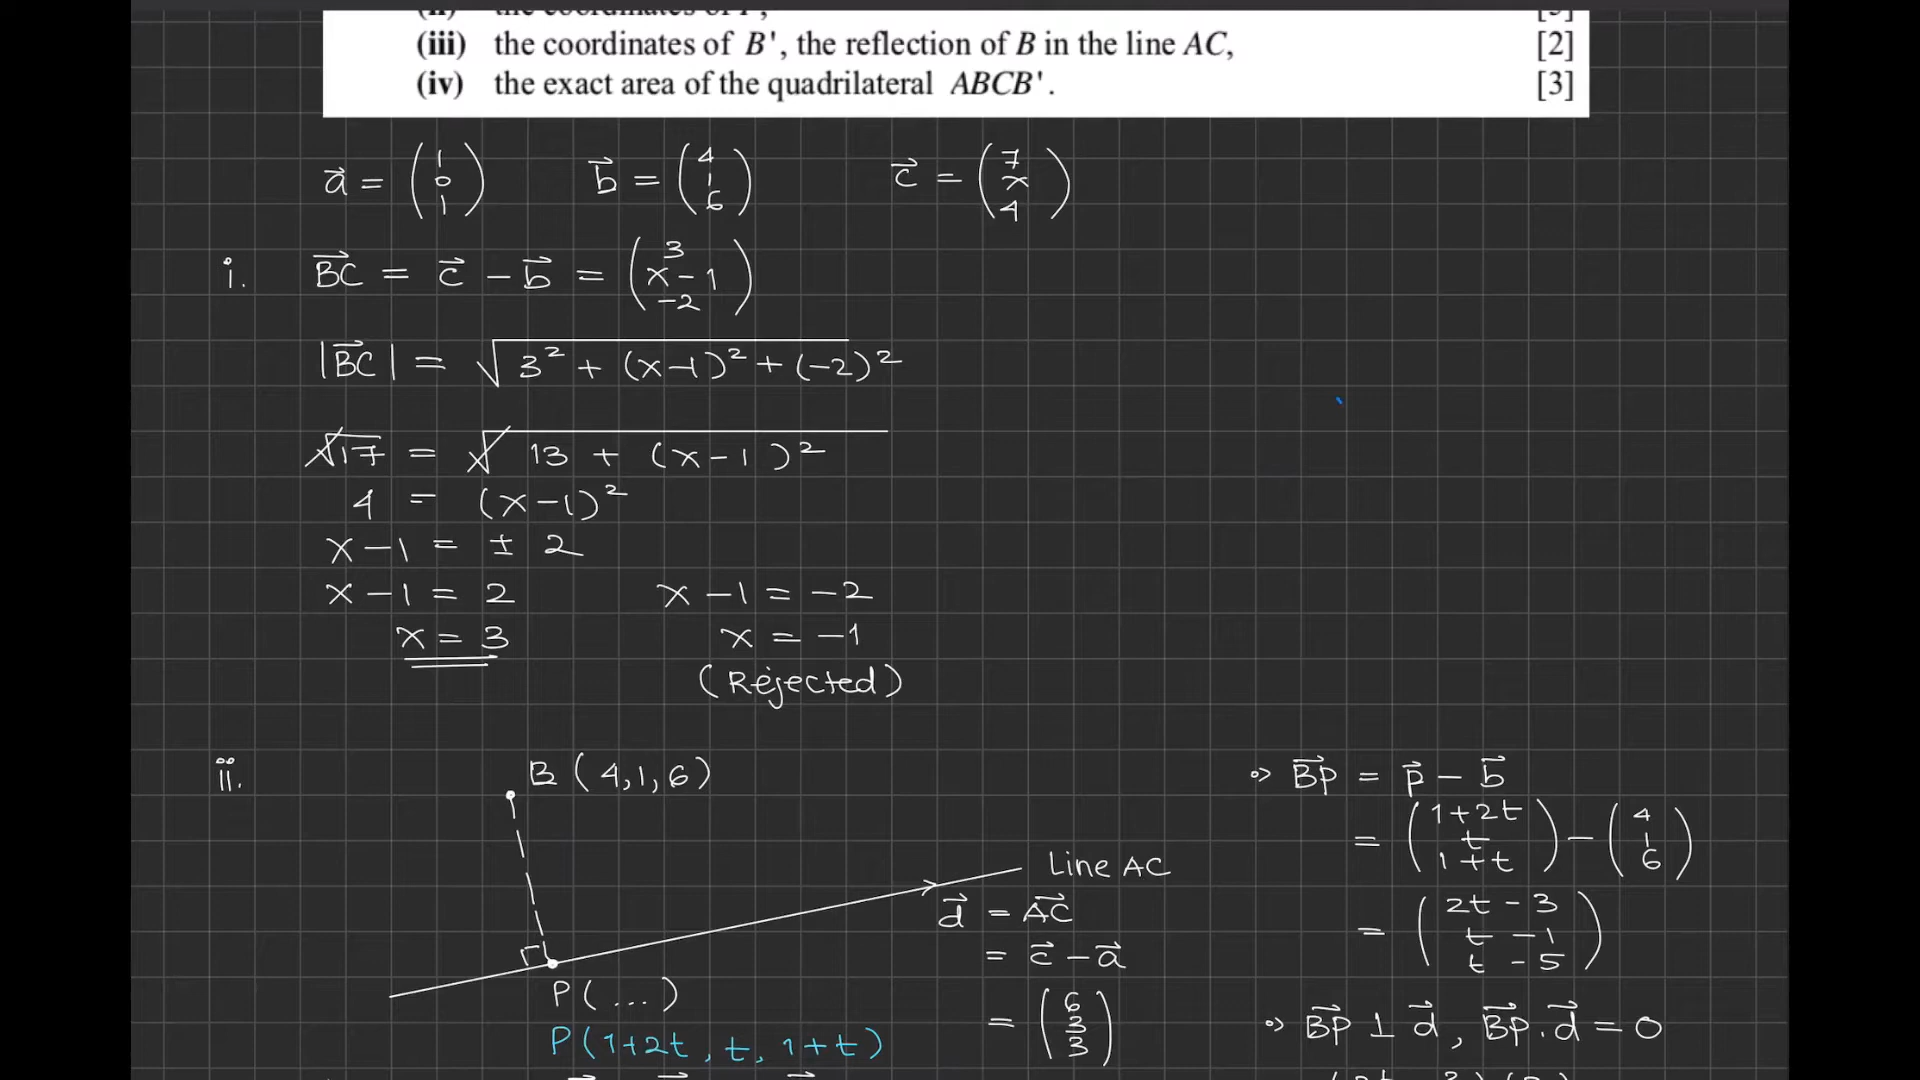 (iii) the coordinates of B', the reflection of B in the line AC, [2]
(iv) the exact area of the quadrilateral ABCB'. [3]
a⃗ = (1 0 1) b⃗ = (4 1 6) c⃗ = (7 x 4)
i. BC⃗ = c⃗ - b⃗ = (3 x-1 -2)
|BC⃗| = √3² + (x-1)² + (-2)²
√17 = √13 + (x-1)²
4 = (x-1)²
x-1 = ± 2
x-1 = 2 x-1 = -2
x = 3 x = -1
(Rejected)
ii. B (4,1,6)
Line AC
d⃗ = AC⃗
= c⃗ - a⃗
= (6 3 3)
P(...)
P(1+2t, t, 1+t)
BP⃗ = p⃗ - b⃗
= (1+2t t 1+t) - (4 1 6)
= (2t-3 t-1 t-5)
BP⃗ ⊥ d⃗, BP⃗.d⃗ = 0